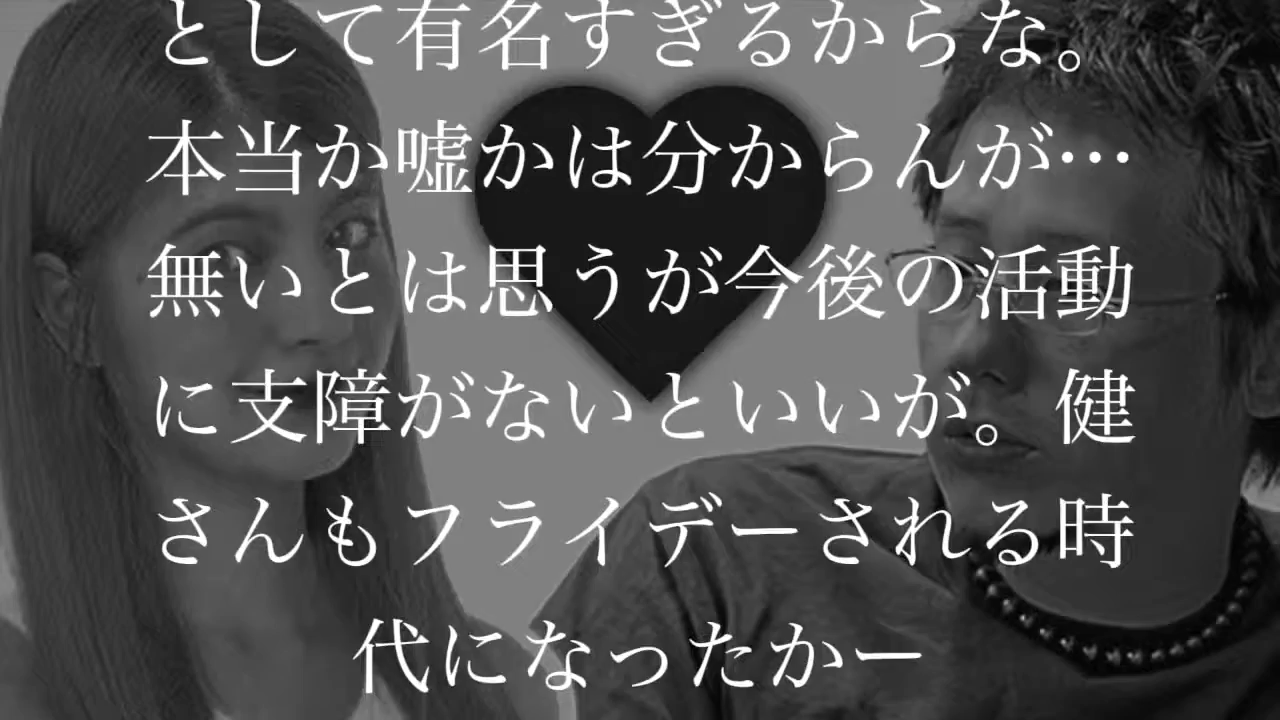 として有名すぎるからな。
本当か嘘かは分からんが…
無いとは思うが今後の活動
に支障がないといいが。健
さんもフライデーされる時
代になったかー